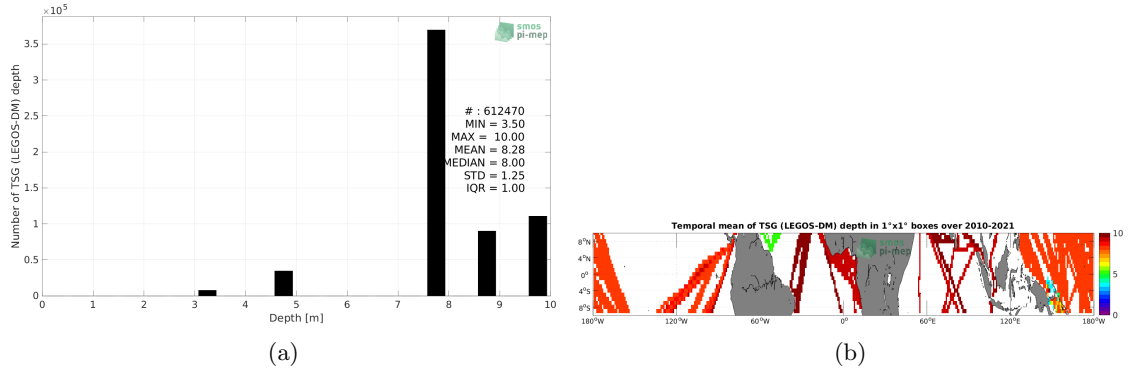 ×10⁵
smos
pi-mep
3.5
3
2.5
2
1.5
1
0.5
0
Number of TSG (LEGOS-DM) depth
# : 612470
MIN = 3.50
MAX = 10.00
MEAN = 8.28
MEDIAN = 8.00
STD = 1.25
IQR = 1.00
0 1 2 3 4 5 6 7 8 9 10
Depth [m]
(a)
Temporal mean of TSG (LEGOS-DM) depth in 1°x1° boxes over 2010-2021
smos
pi-mep
8°N
4°N
0°
4°S
8°S
180°W 120°W 60°W 0° 60°E 120°E 180°W
10
5
0
(b)